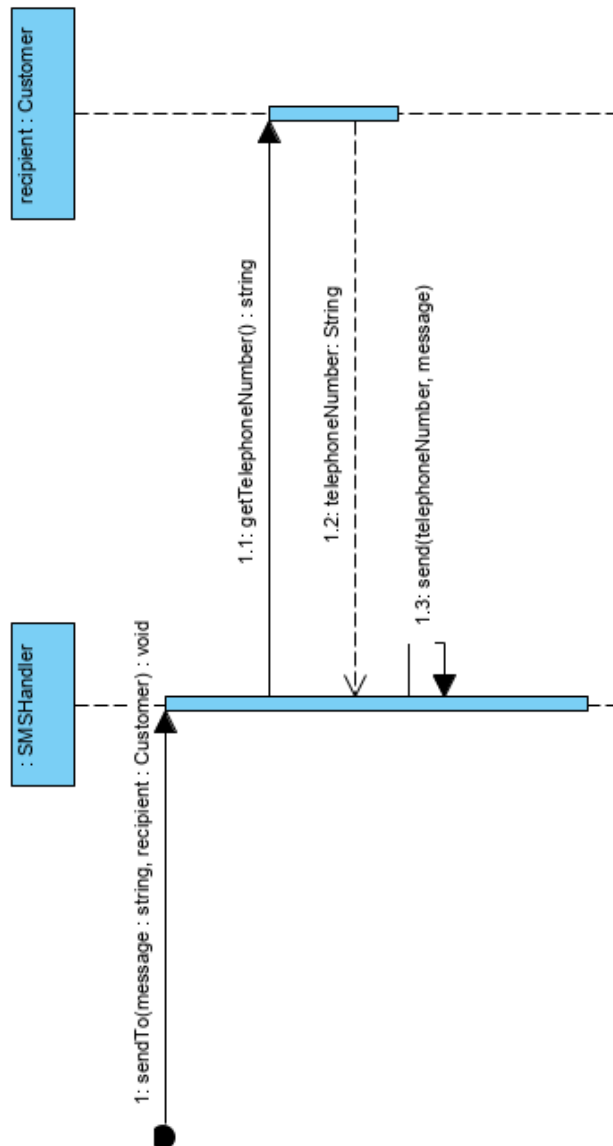 : SMSHandler
recipient : Customer
1: sendTo(message : string, recipient : Customer) : void
1.1: getTelephoneNumber() : string
1.2: telephoneNumber: String
1.3: send(telephoneNumber, message)